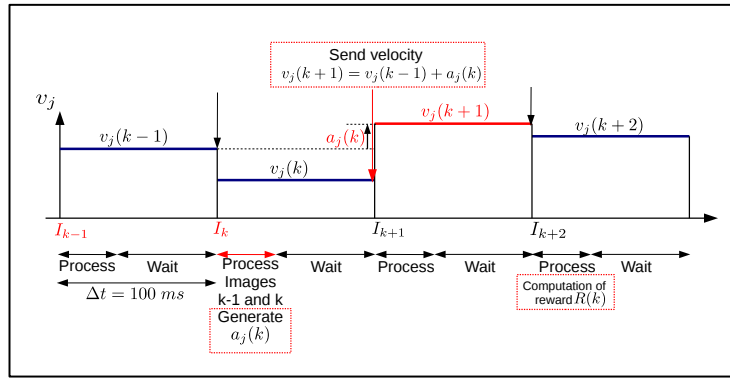 Send velocity
v_j(k+1) = v_j(k-1) + a_j(k)
v_j
v_j(k-1)
a_j(k)
v_j(k+1)
v_j(k+2)
v_j(k)
I_{k-1}
I_k
I_{k+1}
I_{k+2}
Process Wait
Process
Images
k-1 and k
Generate
a_j(k)
Wait
Process Wait
Process Wait
Δt = 100 ms
Computation of
reward R(k)